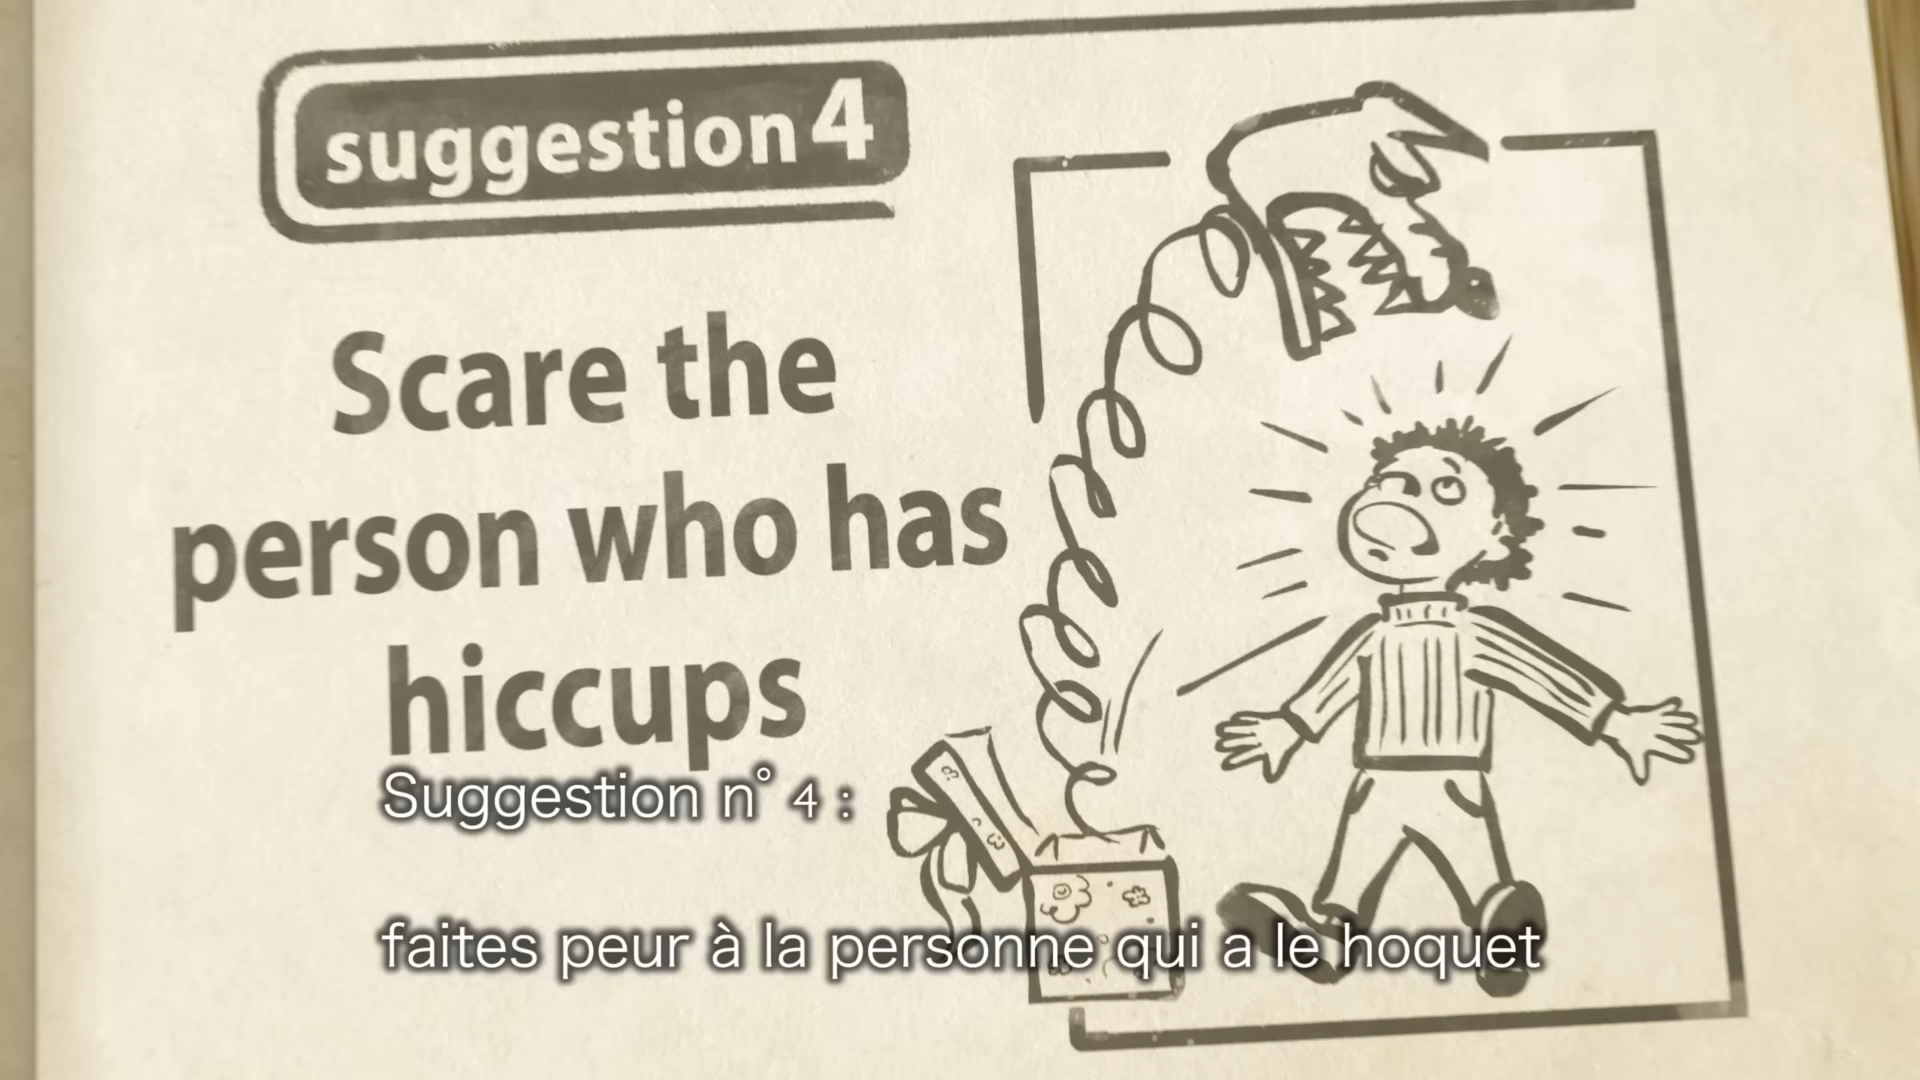 suggestion 4
Scare the
person who has
hiccups
Suggestion n° 4 :
faites peur à la personne qui a le hoquet